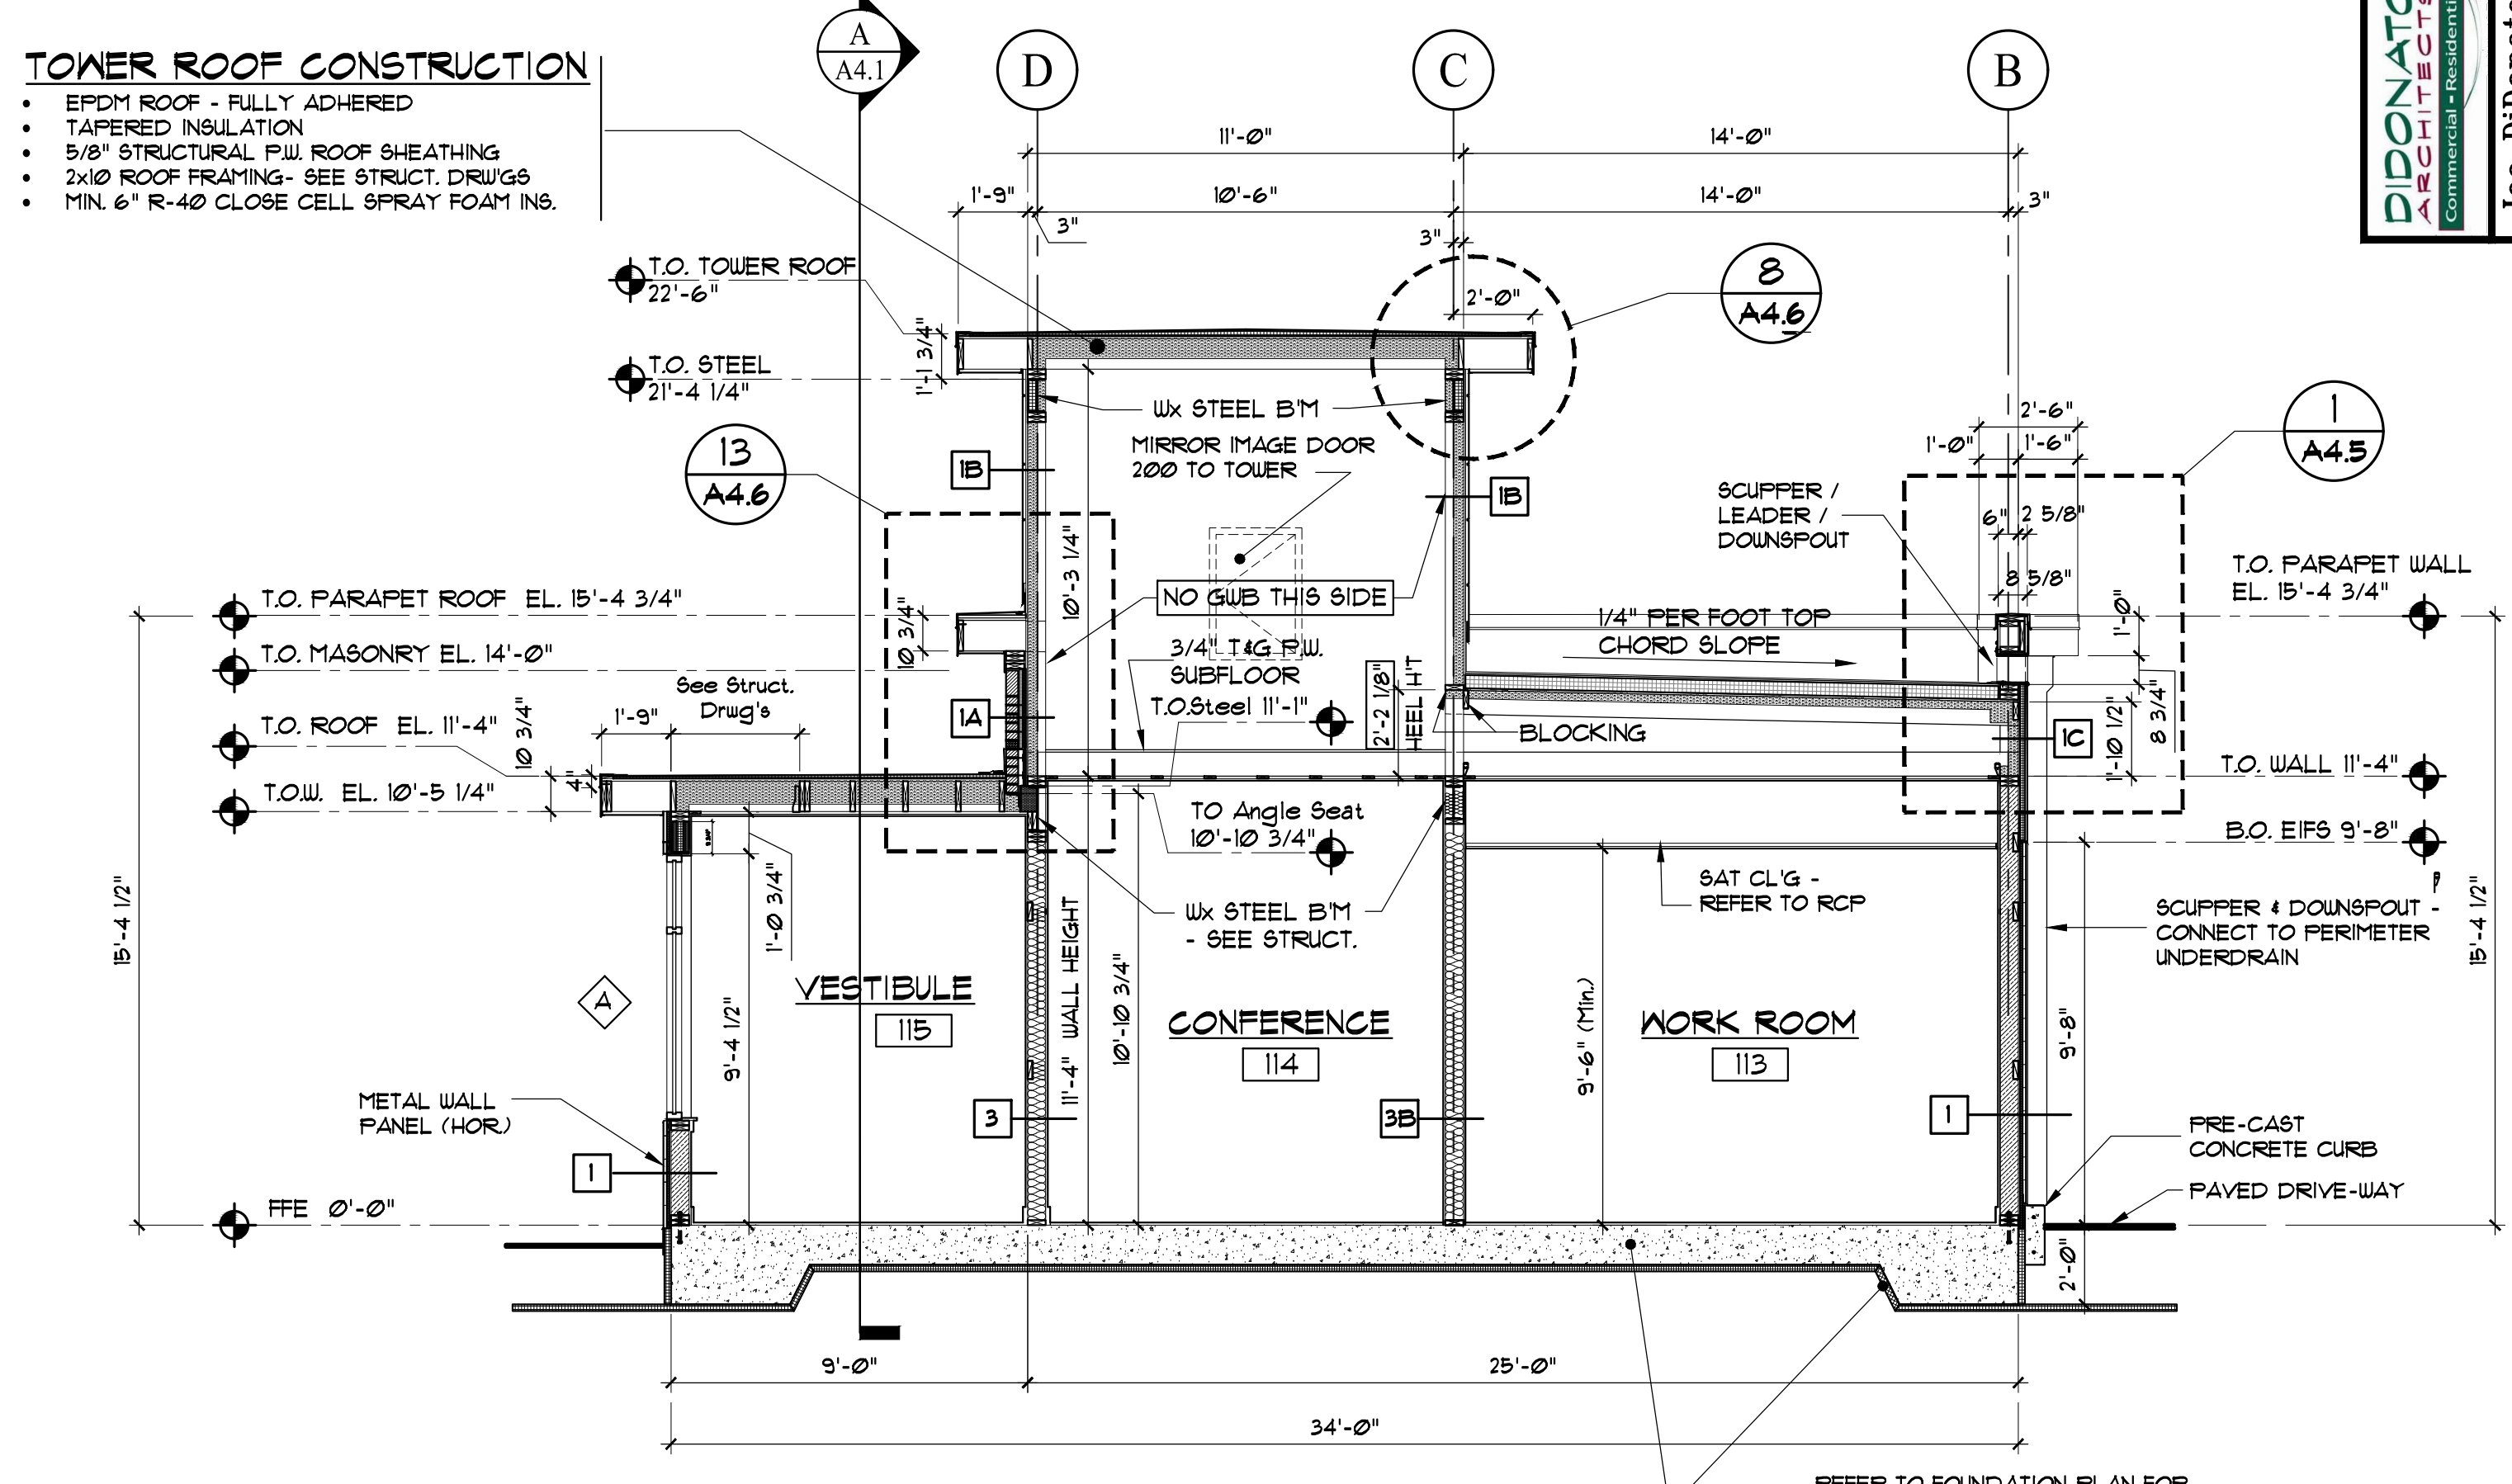 TOWER ROOF CONSTRUCTION
• EPDM ROOF - FULLY ADHERED
• TAPERED INSULATION
• 5/8" STRUCTURAL P.W. ROOF SHEATHING
• 2x10 ROOF FRAMING- SEE STRUCT. DRW'GS
• MIN. 6" R-40 CLOSE CELL SPRAY FOAM INS.
A
A4.1
D
C
B
DIDONATO
ARCHITECTS
Commercial - Residenti
11'-0"
14'-0"
1'-9"
10'-6"
14'-0"
3"
3"
3"
T.O. TOWER ROOF
22'-6"
T.O. STEEL
21'-4 1/4"
1'-1 3/4"
2'-0"
8
A4.6
Wx STEEL B'M
MIRROR IMAGE DOOR
200 TO TOWER
13
A4.6
1B
1B
1
A4.5
2'-6"
1'-0"
1'-6"
6"
2 5/8"
8 5/8"
SCUPPER /
LEADER /
DOWNSPOUT
T.O. PARAPET WALL
EL. 15'-4 3/4"
T.O. PARAPET ROOF EL. 15'-4 3/4"
T.O. MASONRY EL. 14'-0"
T.O. ROOF EL. 11'-4"
T.O.W. EL. 10'-5 1/4"
10 3/4"
10 3/4"
4"
1'-9"
See Struct.
Drwg's
1A
10'-3 1/4"
NO GWB THIS SIDE
3/4" T&G P.W.
SUBFLOOR
T.O.Steel 11'-1"
2'-2 1/8"
HEEL H'T
1/4" PER FOOT TOP
CHORD SLOPE
BLOCKING
1'-0"
8 3/4"
1'-10 1/2"
1C
T.O. WALL 11'-4"
B.O. EIFS 9'-8"
TO Angle Seat
10'-10 3/4"
Wx STEEL B'M
- SEE STRUCT.
SAT CL'G -
REFER TO RCP
SCUPPER & DOWNSPOUT -
CONNECT TO PERIMETER
UNDERDRAIN
15'-4 1/2"
15'-4 1/2"
1'-0 3/4"
9'-4 1/2"
A
VESTIBULE
115
11'-4" WALL HEIGHT
10'-10 3/4"
CONFERENCE
114
9'-6" (Min.)
WORK ROOM
113
9'-8"
METAL WALL
PANEL (HOR.)
1
3
3B
1
PRE-CAST
CONCRETE CURB
PAVED DRIVE-WAY
FFE 0'-0"
2'-0"
9'-0"
25'-0"
34'-0"
REFER TO FOUNDATION PLAN FOR